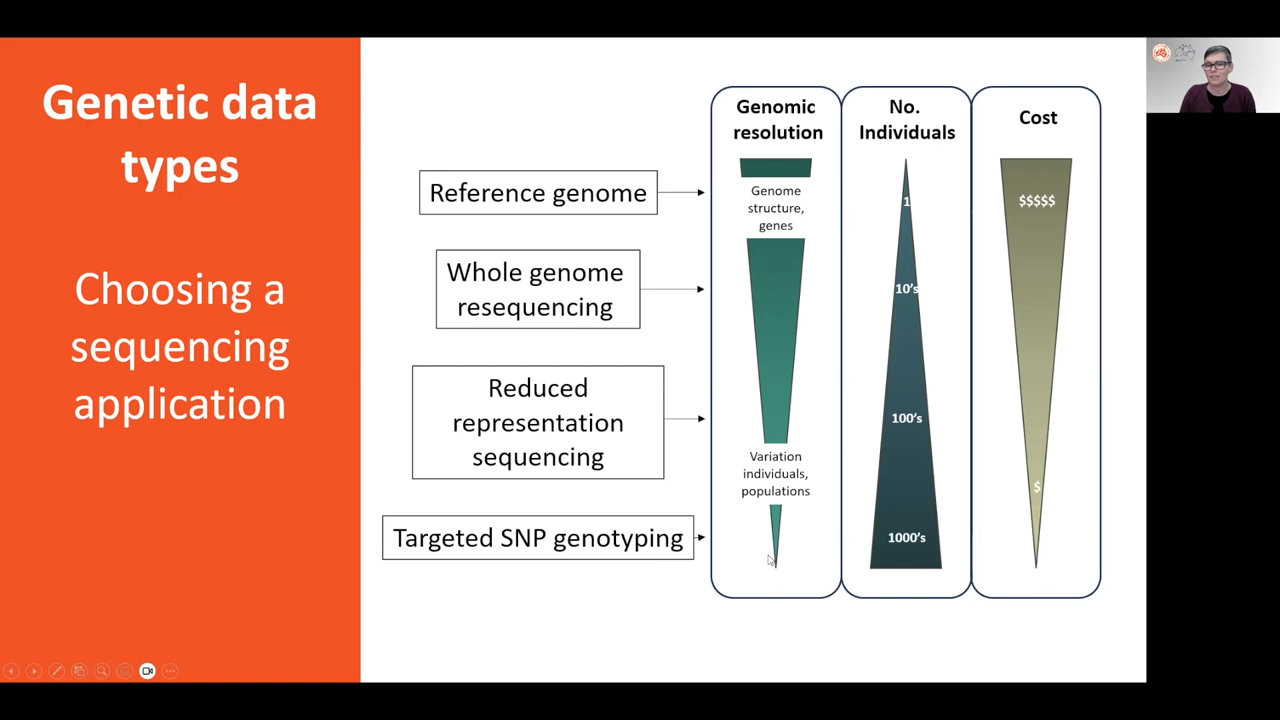 Genetic data
types
Choosing a
sequencing
application
Reference genome
Whole genome
resequencing
Reduced
representation
sequencing
Targeted SNP genotyping
Genomic
resolution
Genome
structure,
genes
Variation
individuals,
populations
No.
Individuals
1
10's
100's
1000's
Cost
$$$$$
$